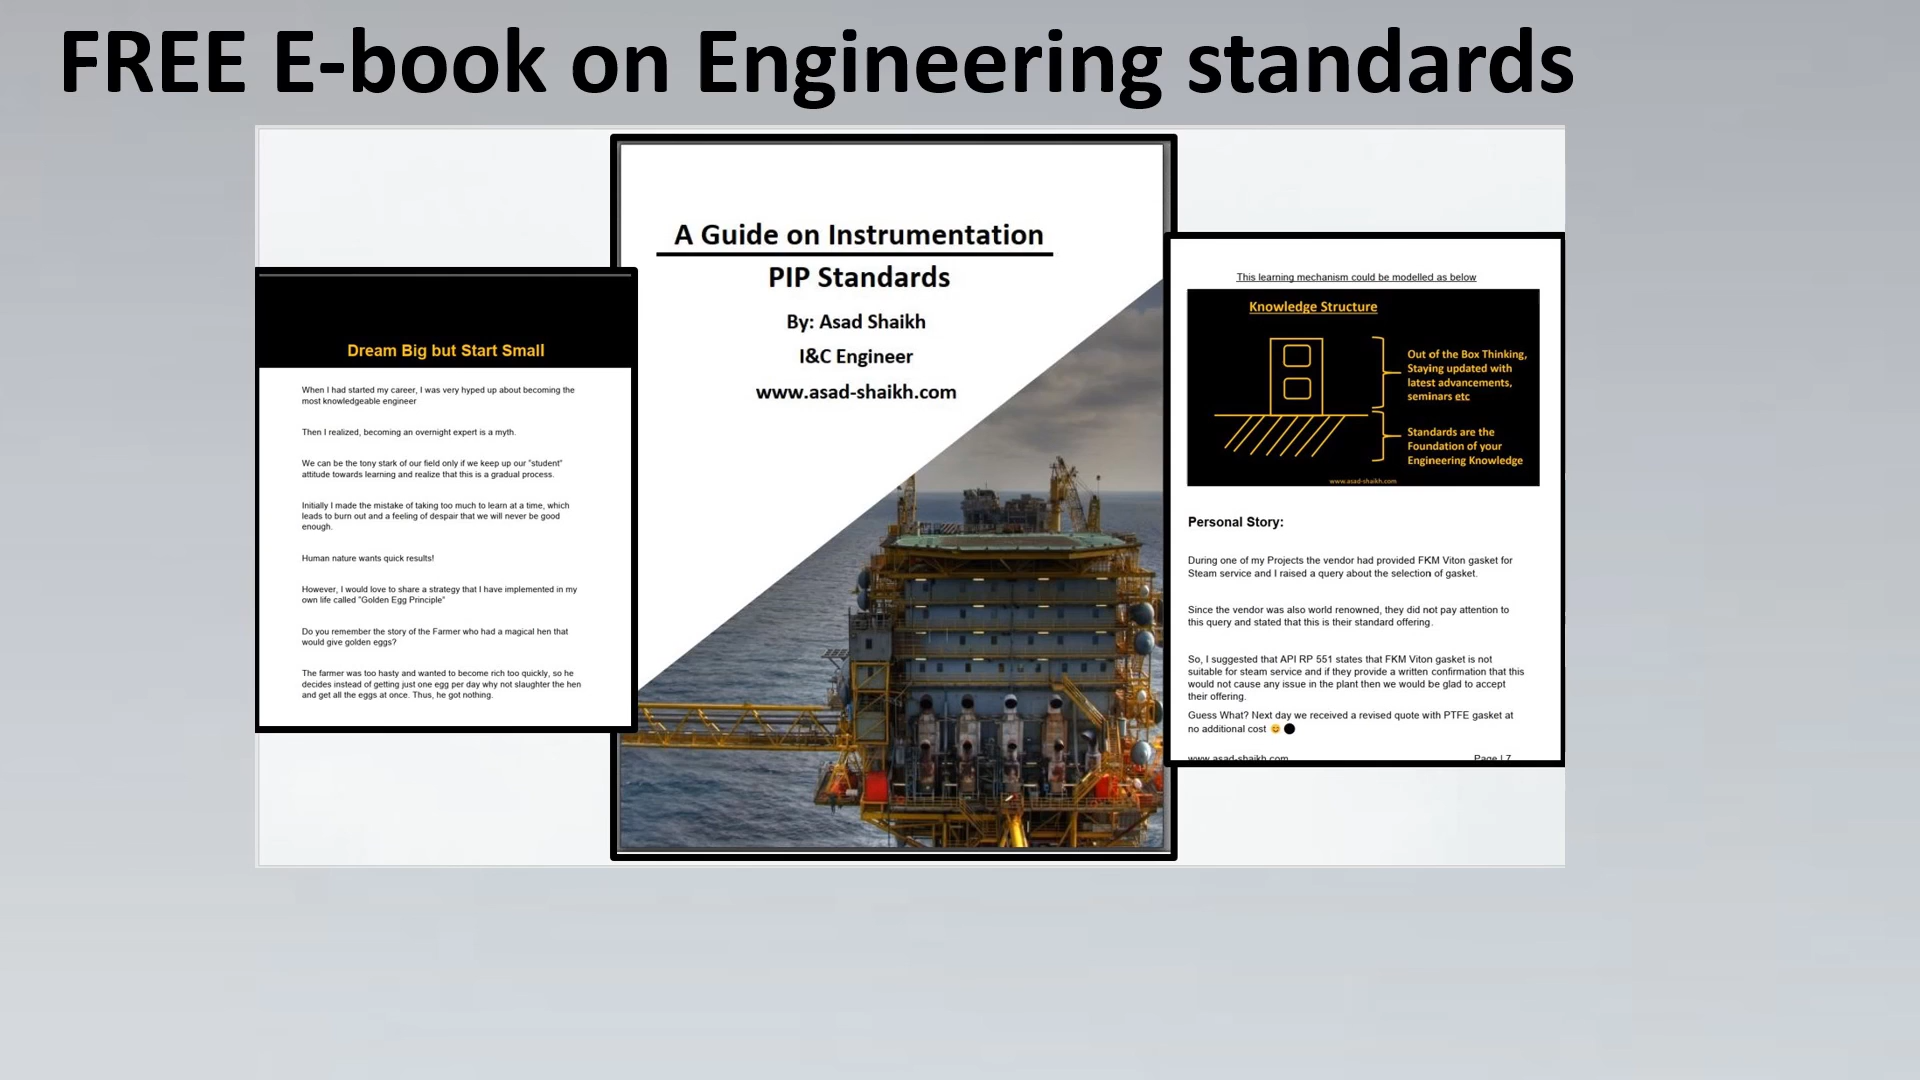 FREE E-book on Engineering standards
Dream Big but Start Small
When I had started my career, I was very hyped up about becoming the
most knowledgeable engineer
Then I realized, becoming an overnight expert is a myth.
We can be the tony stark of our field only if we keep up our "student"
attitude towards learning and realize that this is a gradual process.
Initially I made the mistake of taking too much to learn at a time, which
leads to burn out and a feeling of despair that we will never be good
enough.
Human nature wants quick results!
However, I would love to share a strategy that I have implemented in my
own life called "Golden Egg Principle"
Do you remember the story of the Farmer who had a magical hen that
would give golden eggs?
The farmer was too hasty and wanted to become rich too quickly, so he
decides instead of getting just one egg per day why not slaughter the hen
and get all the eggs at once. Thus, he got nothing.
A Guide on Instrumentation
PIP Standards
By: Asad Shaikh
I&C Engineer
www.asad-shaikh.com
This learning mechanism could be modelled as below
Knowledge Structure
Out of the Box Thinking,
Staying updated with
latest advancements,
seminars etc
Standards are the
Foundation of your
Engineering Knowledge
www.asad-shaikh.com
Personal Story:
During one of my Projects the vendor had provided FKM Viton gasket for
Steam service and I raised a query about the selection of gasket.
Since the vendor was also world renowned, they did not pay attention to
this query and stated that this is their standard offering.
So, I suggested that API RP 551 states that FKM Viton gasket is not
suitable for steam service and if they provide a written confirmation that this
would not cause any issue in the plant then we would be glad to accept
their offering.
Guess What? Next day we received a revised quote with PTFE gasket at
no additional cost 😊
www.asad-shaikh.com Page | 7